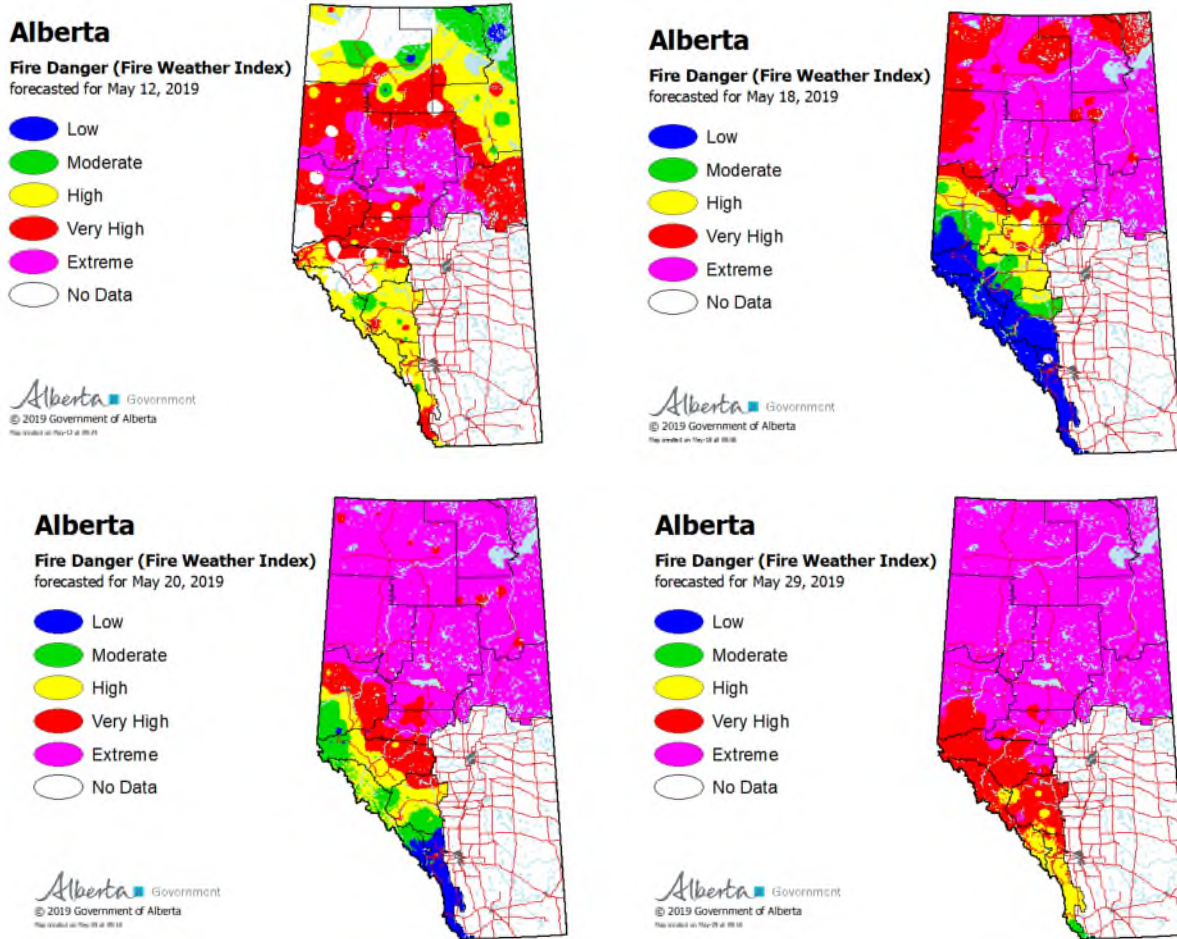 Alberta
Fire Danger (Fire Weather Index)
forecasted for May 12, 2019
Low
Moderate
High
Very High
Extreme
No Data
Alberta Government
© 2019 Government of Alberta
Alberta
Fire Danger (Fire Weather Index)
forecasted for May 18, 2019
Low
Moderate
High
Very High
Extreme
No Data
Alberta Government
© 2019 Government of Alberta
Alberta
Fire Danger (Fire Weather Index)
forecasted for May 20, 2019
Low
Moderate
High
Very High
Extreme
No Data
Alberta Government
© 2019 Government of Alberta
Alberta
Fire Danger (Fire Weather Index)
forecasted for May 29, 2019
Low
Moderate
High
Very High
Extreme
No Data
Alberta Government
© 2019 Government of Alberta